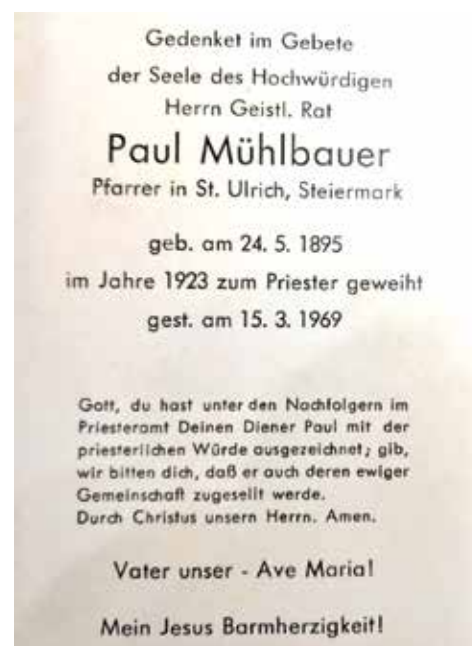 Gedenket im Gebete
der Seele des Hochwürdigen
Herrn Geistl. Rat
Paul Mühlbauer
Pfarrer in St. Ulrich, Steiermark
geb. am 24. 5. 1895
im Jahre 1923 zum Priester geweiht
gest. am 15. 3. 1969
Gott, du hast unter den Nachfolgern im
Priesteramt Deinen Diener Paul mit der
priesterlichen Würde ausgezeichnet; gib,
wir bitten dich, daß er auch deren ewiger
Gemeinschaft zugesellt werde.
Durch Christus unsern Herrn. Amen.
Vater unser - Ave Maria!
Mein Jesus Barmherzigkeit!